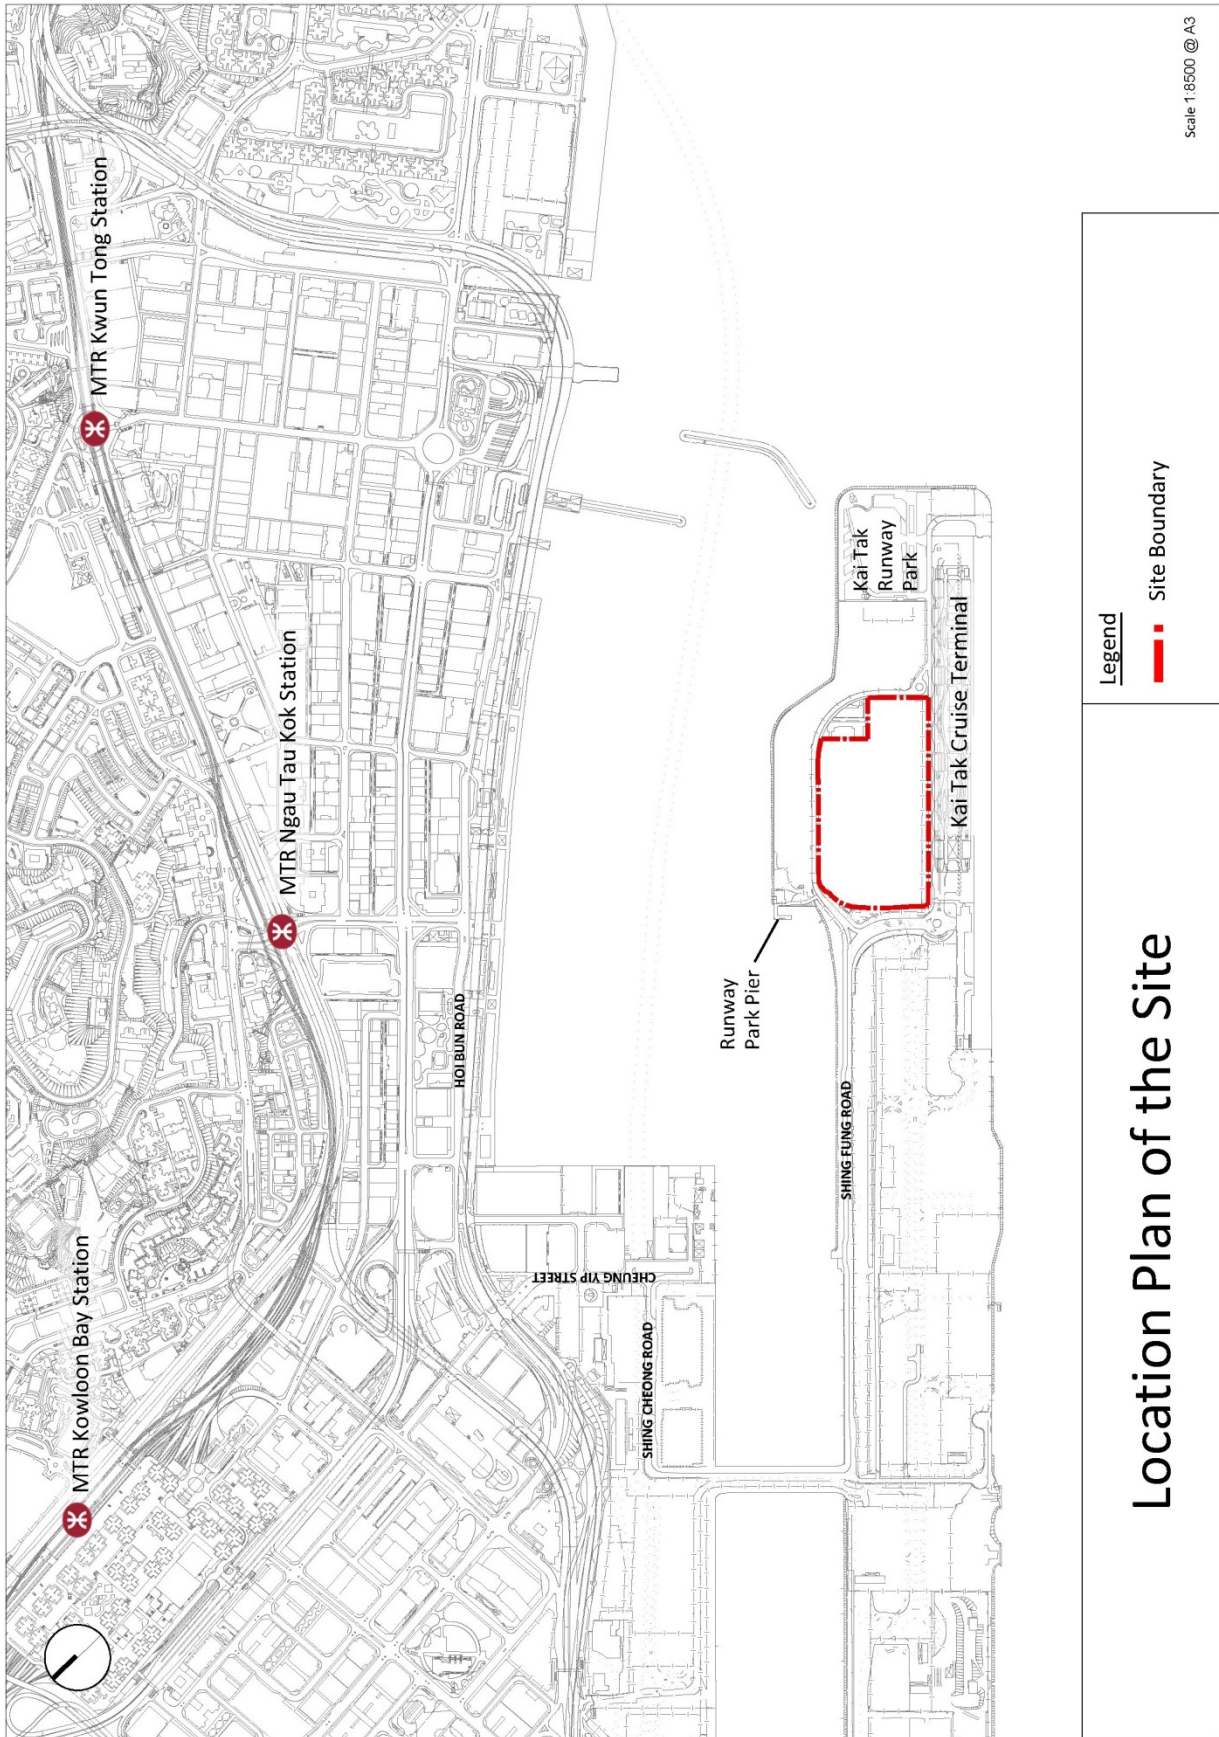 MTR Kowloon Bay Station
MTR Ngau Tau Kok Station
MTR Kwun Tong Station
HOI BUN ROAD
CHEUNG YIP STREET
SHING CHEONG ROAD
SHING FUNG ROAD
Runway
Park Pier
Kai Tak
Runway
Park
Kai Tak Cruise Terminal
Location Plan of the Site
Legend
Site Boundary
Scale 1:8500 @ A3